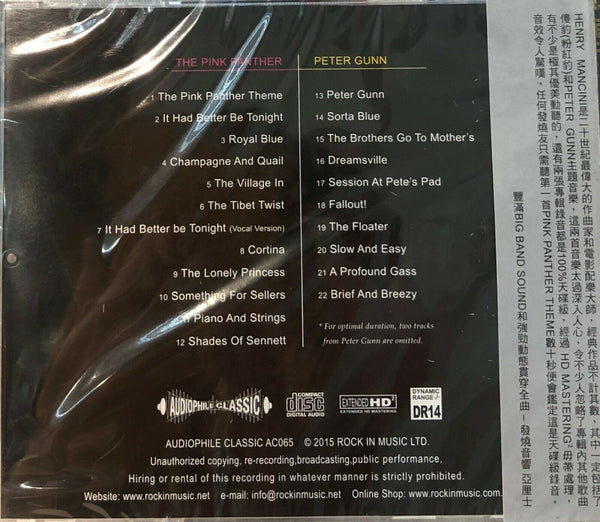 THE PINK PANTHER
1 The Pink Panther Theme
2 It Had Better Be Tonight
3 Royal Blue
4 Champagne And Quail
5 The Village In
6 The Tibet Twist
7 It Had Better be Tonight (Vocal Version)
8 Cortina
9 The Lonely Princess
10 Something For Sellers
11 Piano And Strings
12 Shades Of Sennett
PETER GUNN
13 Peter Gunn
14 Sorta Blue
15 The Brothers Go To Mother's
16 Dreamsville
17 Session At Pete's Pad
18 Fallout!
19 The Floater
20 Slow And Easy
21 A Profound Gass
22 Brief And Breezy
* For optimal duration, two tracks
from Peter Gunn are omitted.
AUDIOPHILE CLASSIC
COMPACT
disc
DIGITAL AUDIO
EXTENDED HD²
EXTENDED HD MASTERING
DYNAMIC
RANGE
DR14
AUDIOPHILE CLASSIC AC065 © 2015 ROCK IN MUSIC LTD.
Unauthorized copying, re-recording,broadcasting,public performance,
Hiring or rental of this recording in whatever manner is strictly prohibited.
Website: www.rockinmusic.net e-mail: info@rockinmusic.net Online Shop: www.rockinmusic.com
HENRY MANCINI是二十世紀最偉大的作曲家和電影配樂大師，經典作品不計其數，其中一定包括了
傻豹(粉紅豹)和PETER GUNN主題音樂，這兩首音樂太過深入人心，令不少人忽略了專輯內其他歌曲
有不少是極其優美動聽的，還有兩張專輯錄音都是100%天碟級，經過 HD MASTERING² 毋帶處理，
音效令人驚嘆，任何發燒友只需聽第一首PINK PANTHER THEME數十秒便會鑑定這是天碟級錄音。
豐滿BIG BAND SOUND和強勁動態貫穿全曲 ~ 發燒音響 亞厘士